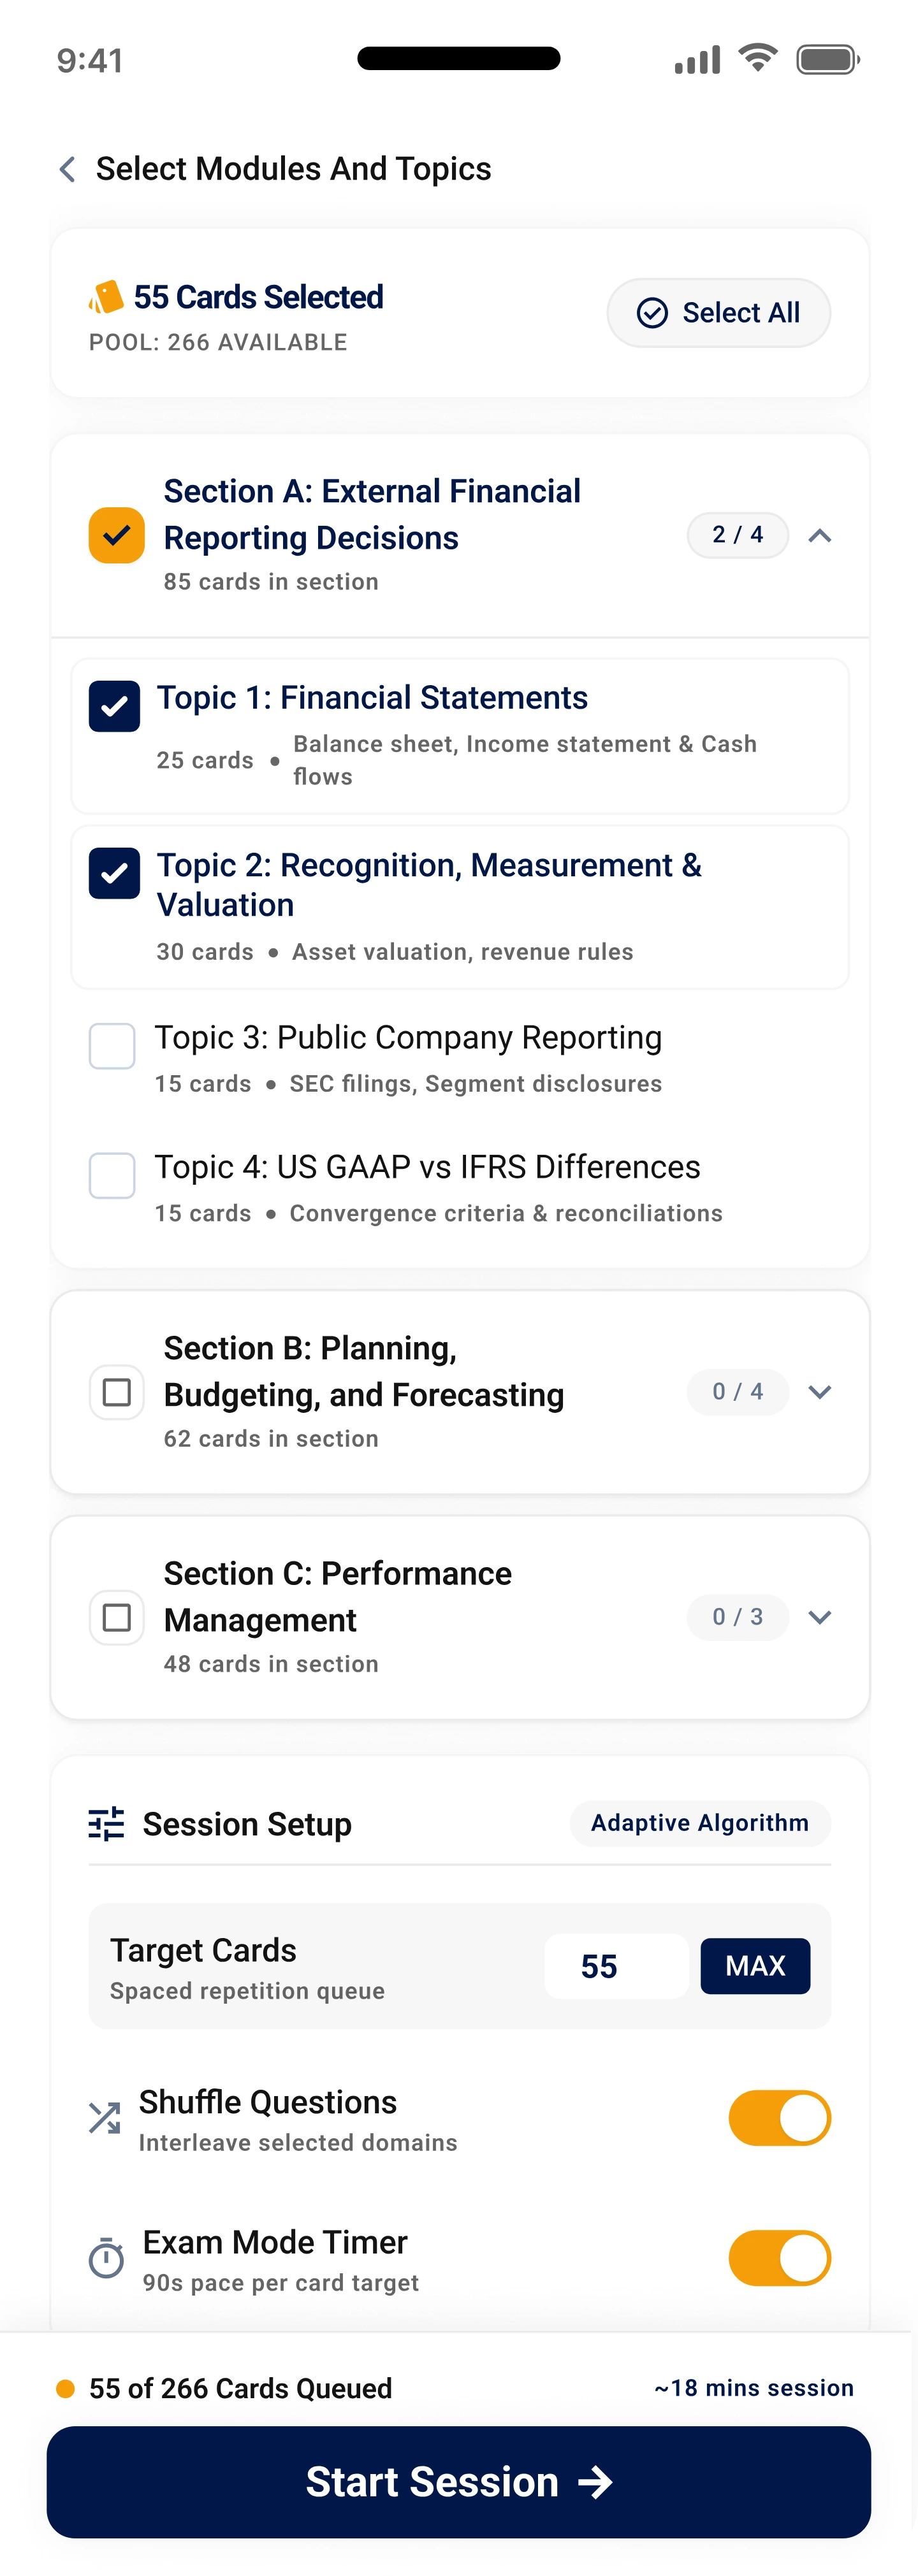 9:41
Select Modules And Topics
55 Cards Selected
POOL: 266 AVAILABLE
Select All
Section A: External Financial
Reporting Decisions
85 cards in section
2 / 4
Topic 1: Financial Statements
25 cards • Balance sheet, Income statement & Cash
flows
Topic 2: Recognition, Measurement &
Valuation
30 cards • Asset valuation, revenue rules
Topic 3: Public Company Reporting
15 cards • SEC filings, Segment disclosures
Topic 4: US GAAP vs IFRS Differences
15 cards • Convergence criteria & reconciliations
Section B: Planning,
Budgeting, and Forecasting
62 cards in section
0 / 4
Section C: Performance
Management
48 cards in section
0 / 3
Session Setup
Adaptive Algorithm
Target Cards
Spaced repetition queue
55
MAX
Shuffle Questions
Interleave selected domains
Exam Mode Timer
90s pace per card target
55 of 266 Cards Queued
~18 mins session
Start Session →